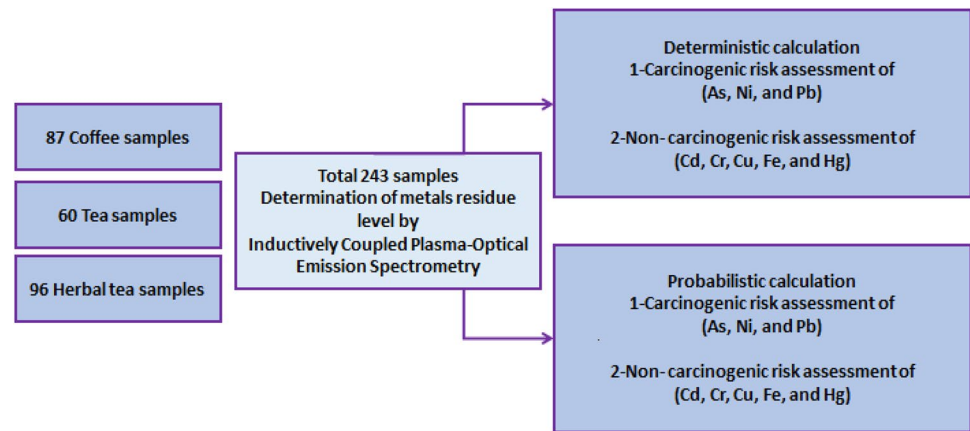 87 Coffee samples
60 Tea samples
96 Herbal tea samples
Total 243 samples
Determination of metals residue
level by
Inductively Coupled Plasma-Optical
Emission Spectrometry
Deterministic calculation
1-Carcinogenic risk assessment of
(As, Ni, and Pb)
2-Non- carcinogenic risk assessment of
(Cd, Cr, Cu, Fe, and Hg)
Probabilistic calculation
1-Carcinogenic risk assessment of
(As, Ni, and Pb)
2-Non- carcinogenic risk assessment of
(Cd, Cr, Cu, Fe, and Hg)